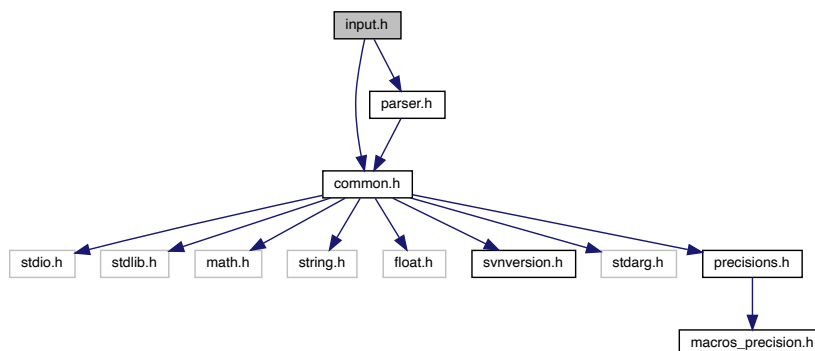 input.h
parser.h
common.h
stdio.h
stdlib.h
math.h
string.h
float.h
svnversion.h
stdarg.h
precisions.h
macros_precision.h